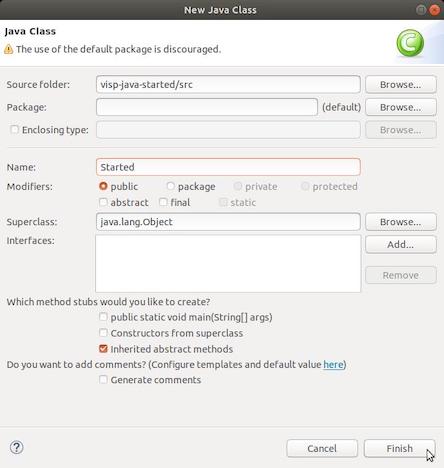 New Java Class
Java Class
The use of the default package is discouraged.
Source folder: visp-java-started/src Browse...
Package: (default) Browse...
Enclosing type: Browse...
Name: Started
Modifiers: public package private protected
abstract final static
Superclass: java.lang.Object Browse...
Interfaces: Add...
Remove
Which method stubs would you like to create?
public static void main(String[] args)
Constructors from superclass
Inherited abstract methods
Do you want to add comments? (Configure templates and default value here)
Generate comments
? Cancel Finish